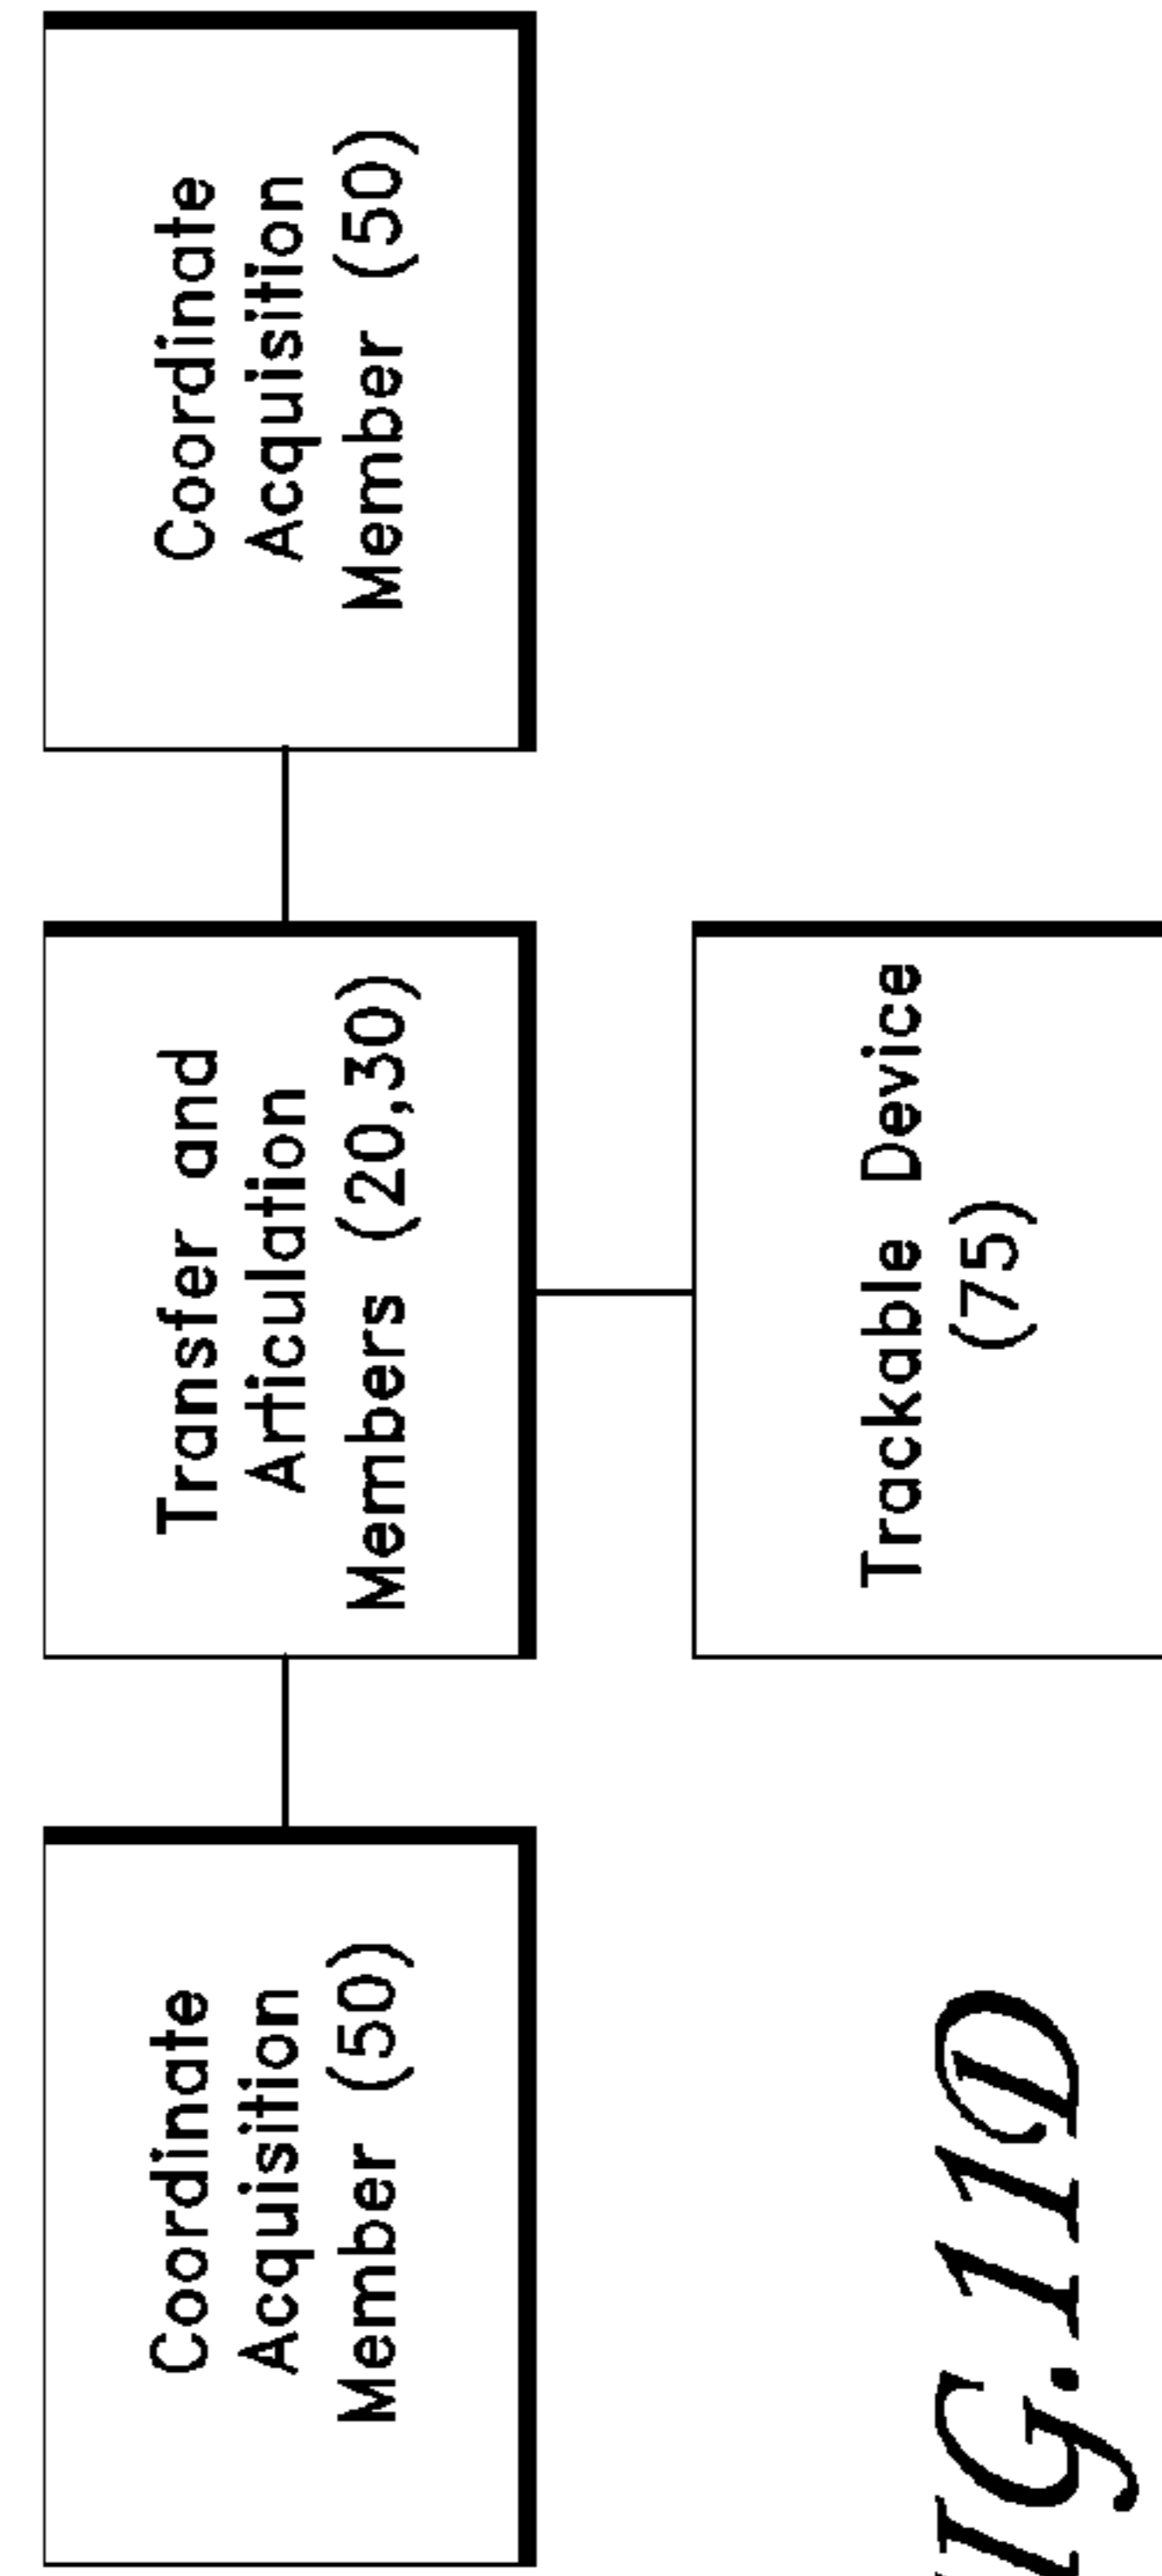 Coordinate
Acquisition
Member (50)
Transfer and
Articulation
Members (20,30)
Coordinate
Acquisition
Member (50)
Trackable Device
(75)
IG.11D